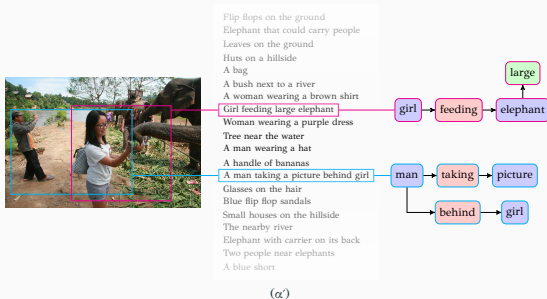 Flip flops on the ground
Elephant that could carry people
Leaves on the ground
Huts on a hillside
A bag
A bush next to a river
A woman wearing a brown shirt
Girl feeding large elephant
Woman wearing a purple dress
Tree near the water
A man wearing a hat
A handle of bananas
A man taking a picture behind girl
Glasses on the hair
Blue flip flop sandals
Small houses on the hillside
The nearby river
Elephant with carrier on its back
Two people near elephants
A blue short
large
girl feeding elephant
man taking picture
behind girl
(α′)